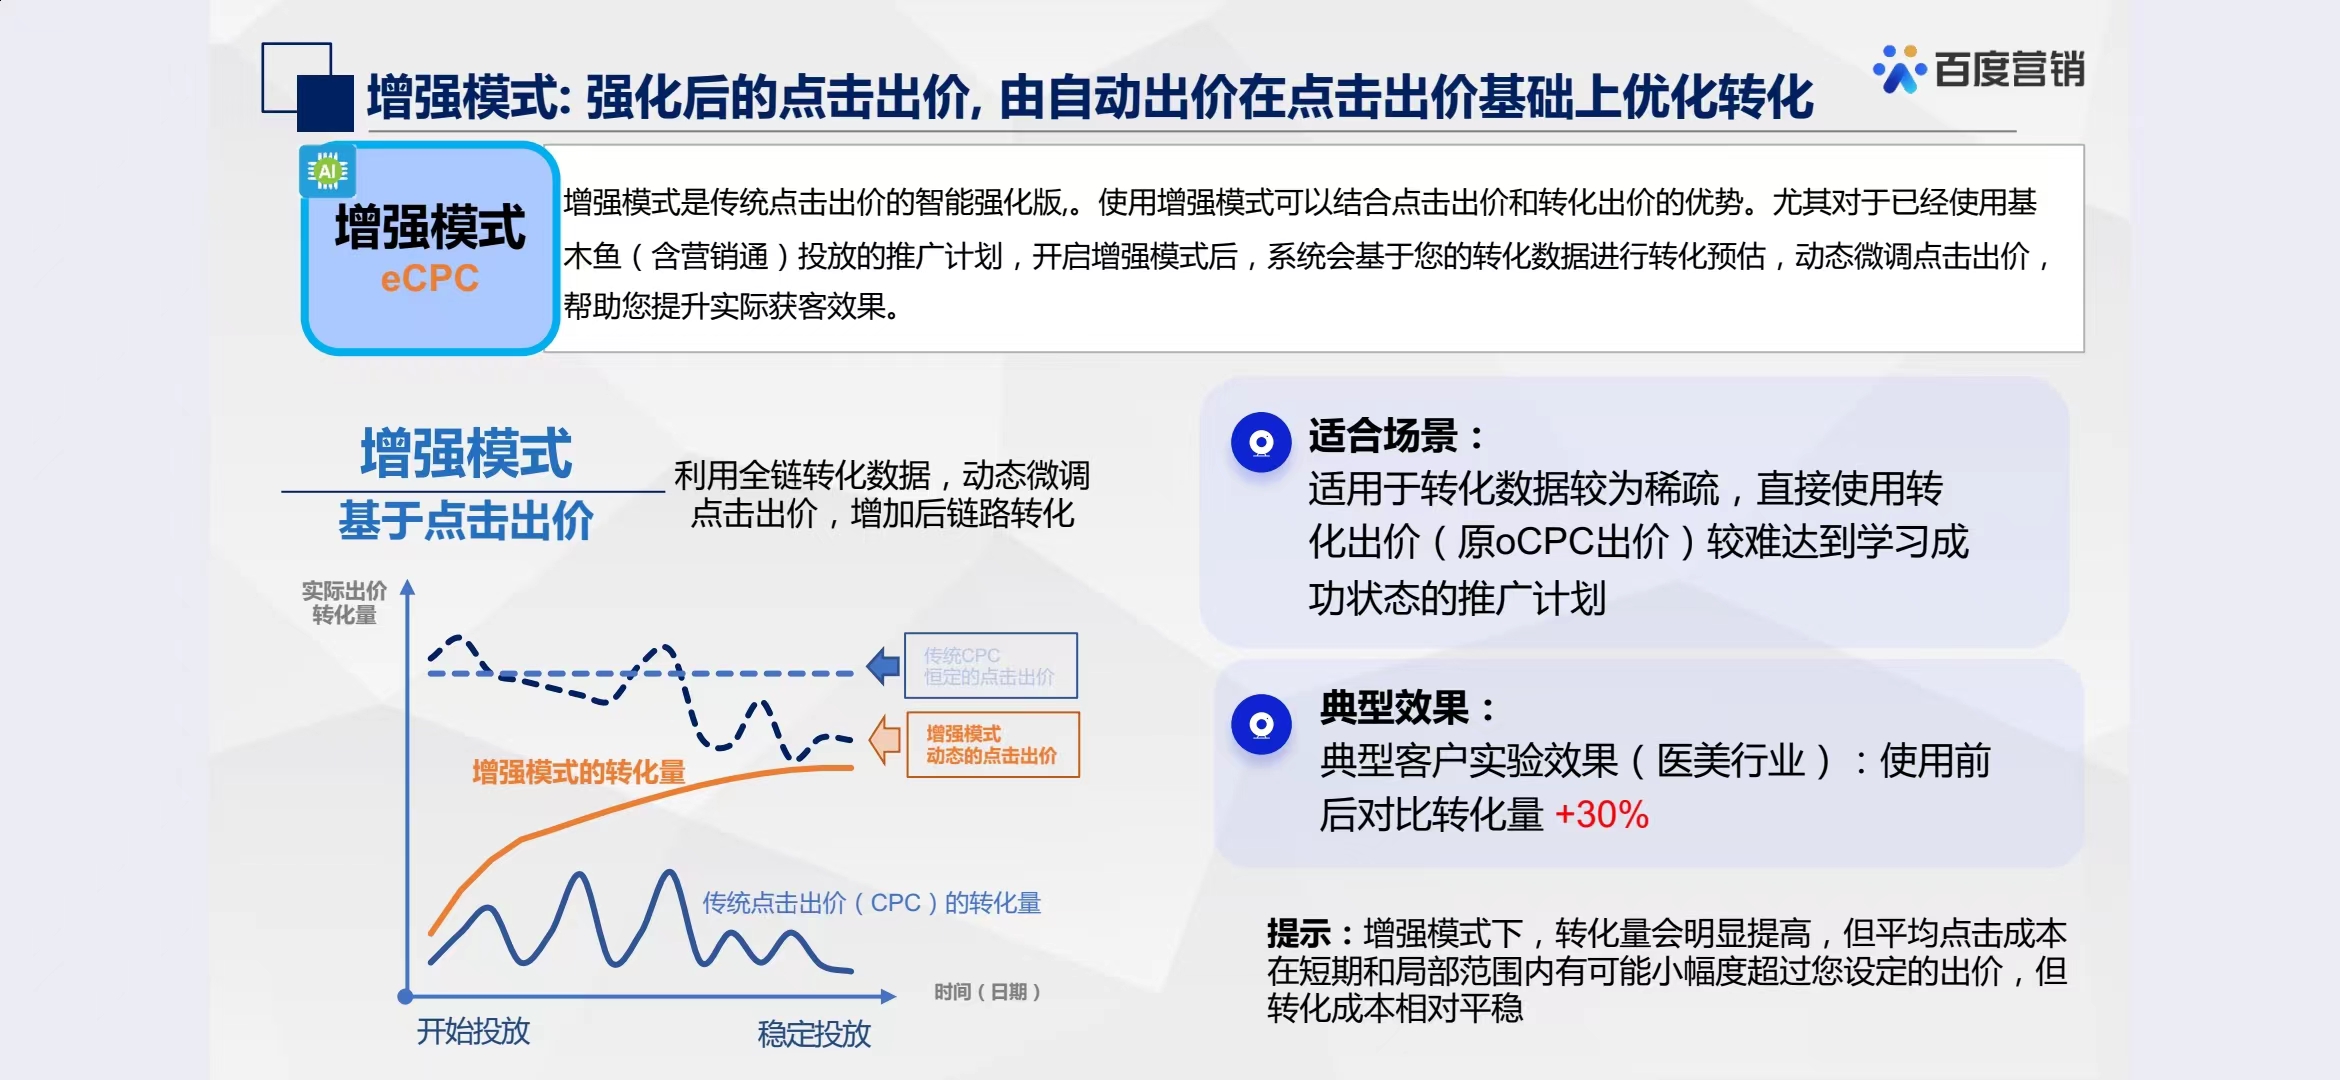 增强模式: 强化后的点击出价, 由自动出价在点击出价基础上优化转化
百度营销
AI
增强模式
eCPC
增强模式是传统点击出价的智能强化版,。使用增强模式可以结合点击出价和转化出价的优势。尤其对于已经使用基
木鱼（含营销通）投放的推广计划，开启增强模式后，系统会基于您的转化数据进行转化预估，动态微调点击出价，
帮助您提升实际获客效果。
增强模式
基于点击出价
利用全链转化数据，动态微调
点击出价，增加后链路转化
实际出价
转化量
传统CPC
恒定的点击出价
增强模式
动态的点击出价
增强模式的转化量
传统点击出价（CPC）的转化量
时间（日期）
开始投放
稳定投放
适合场景：
适用于转化数据较为稀疏，直接使用转
化出价（原oCPC出价）较难达到学习成
功状态的推广计划
典型效果：
典型客户实验效果（医美行业）：使用前
后对比转化量 +30%
提示：增强模式下，转化量会明显提高，但平均点击成本
在短期和局部范围内有可能小幅度超过您设定的出价，但
转化成本相对平稳